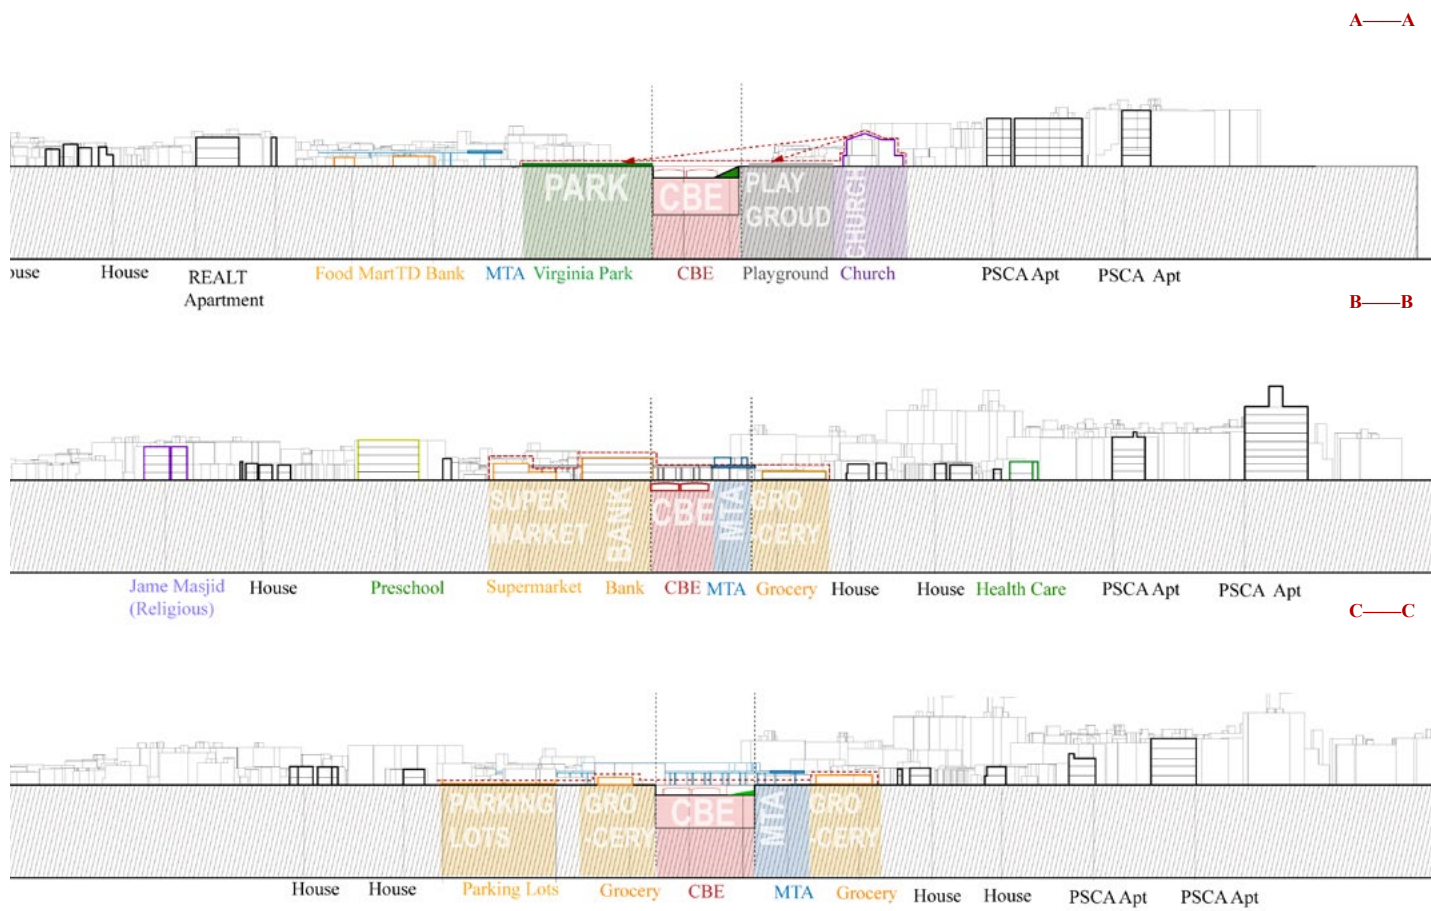 A——A
PARK
CBE
PLAY
GROUD
CHURCH
ouse
House
REALT
Apartment
Food Mart
TD Bank
MTA
Virginia Park
CBE
Playground
Church
PSCA Apt
PSCA Apt
B——B
SUPER
MARKET
BANK
CBE
MTA
GRO
-CERY
Jame Masjid
(Religious)
House
Preschool
Supermarket
Bank
CBE
MTA
Grocery
House
House
Health Care
PSCA Apt
PSCA Apt
C——C
PARKING
LOTS
GRO
-CERY
CBE
MTA
GRO
-CERY
House
House
Parking Lots
Grocery
CBE
MTA
Grocery
House
House
PSCA Apt
PSCA Apt